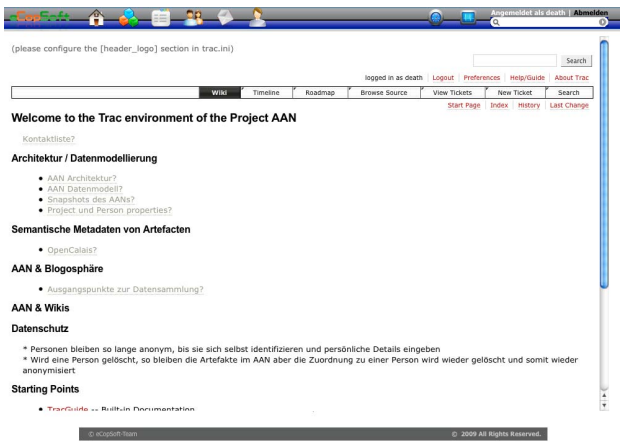 eCopSoft
Angemeldet als death | Abmelden
(please configure the [header_logo] section in trac.ini)
Search
logged in as death Logout Preferences Help/Guide About Trac
Wiki Timeline Roadmap Browse Source View Tickets New Ticket Search
Start Page Index History Last Change
Welcome to the Trac environment of the Project AAN
Kontaktliste?
Architektur / Datenmodellierung
AAN Architektur?
AAN Datenmodell?
Snapshots des AANs?
Project und Person properties?
Semantische Metadaten von Artefacten
OpenCalais?
AAN & Blogosphäre
Ausgangspunkte zur Datensammlung?
AAN & Wikis
Datenschutz
* Personen bleiben so lange anonym, bis sie sich selbst identifizieren und persönliche Details eingeben
* Wird eine Person gelöscht, so bleiben die Artefakte im AAN aber die Zuordnung zu einer Person wird wieder gelöscht und somit wieder
anonymisiert
Starting Points
TracGuide -- Built-in Documentation
© eCopSoft-Team
© 2009 All Rights Reserved.